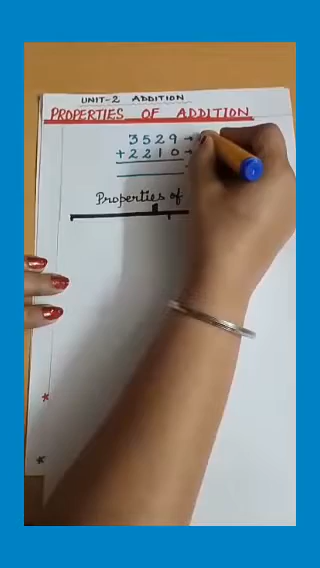 UNIT-2 ADDITION
PROPERTIES OF ADDITION
3529 →
+2210 →
Properties of